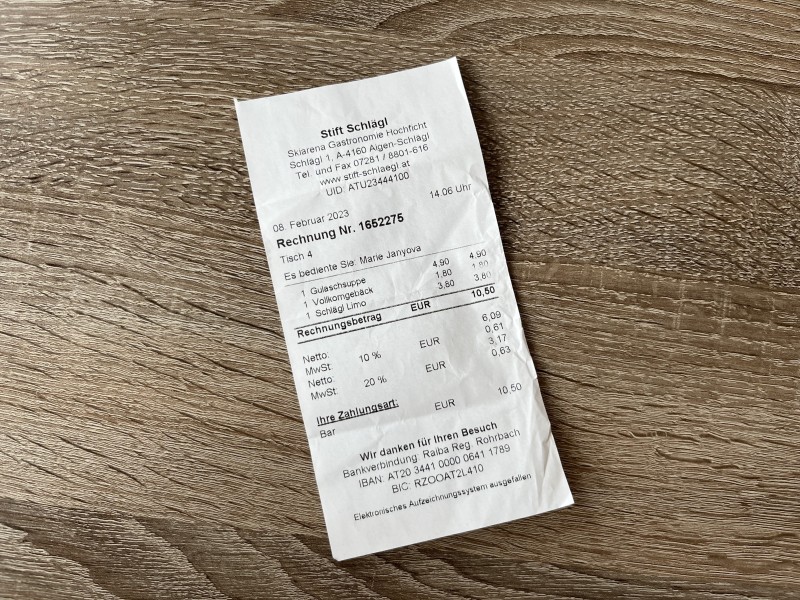 Stift Schlägl
Skiarena Gastronomie Hochficht
Schlägl 1, A-4160 Aigen-Schlägl
Tel. und Fax 07281 / 8801-616
www.stift-schlaegl.at
UID: ATU23444100
08. Februar 2023 14.06 Uhr
Rechnung Nr. 1652275
Tisch 4
Es bediente Sie: Marie Janyova
1 Gulaschsuppe 4,90 4,90
1 Vollkorngebäck 1,80 1,80
1 Schlägl Limo 3,80 3,80
Rechnungsbetrag EUR 10,50
Netto: 6,09
MwSt: 10 % EUR 0,61
Netto: 3,17
MwSt: 20 % EUR 0,63
Ihre Zahlungsart:
Bar EUR 10,50
Wir danken für Ihren Besuch
Bankverbindung: Raiba Reg. Rohrbach
IBAN: AT20 3441 0000 0641 1789
BIC: RZOOAT2L410
Elektronisches Aufzeichnungssystem ausgefallen